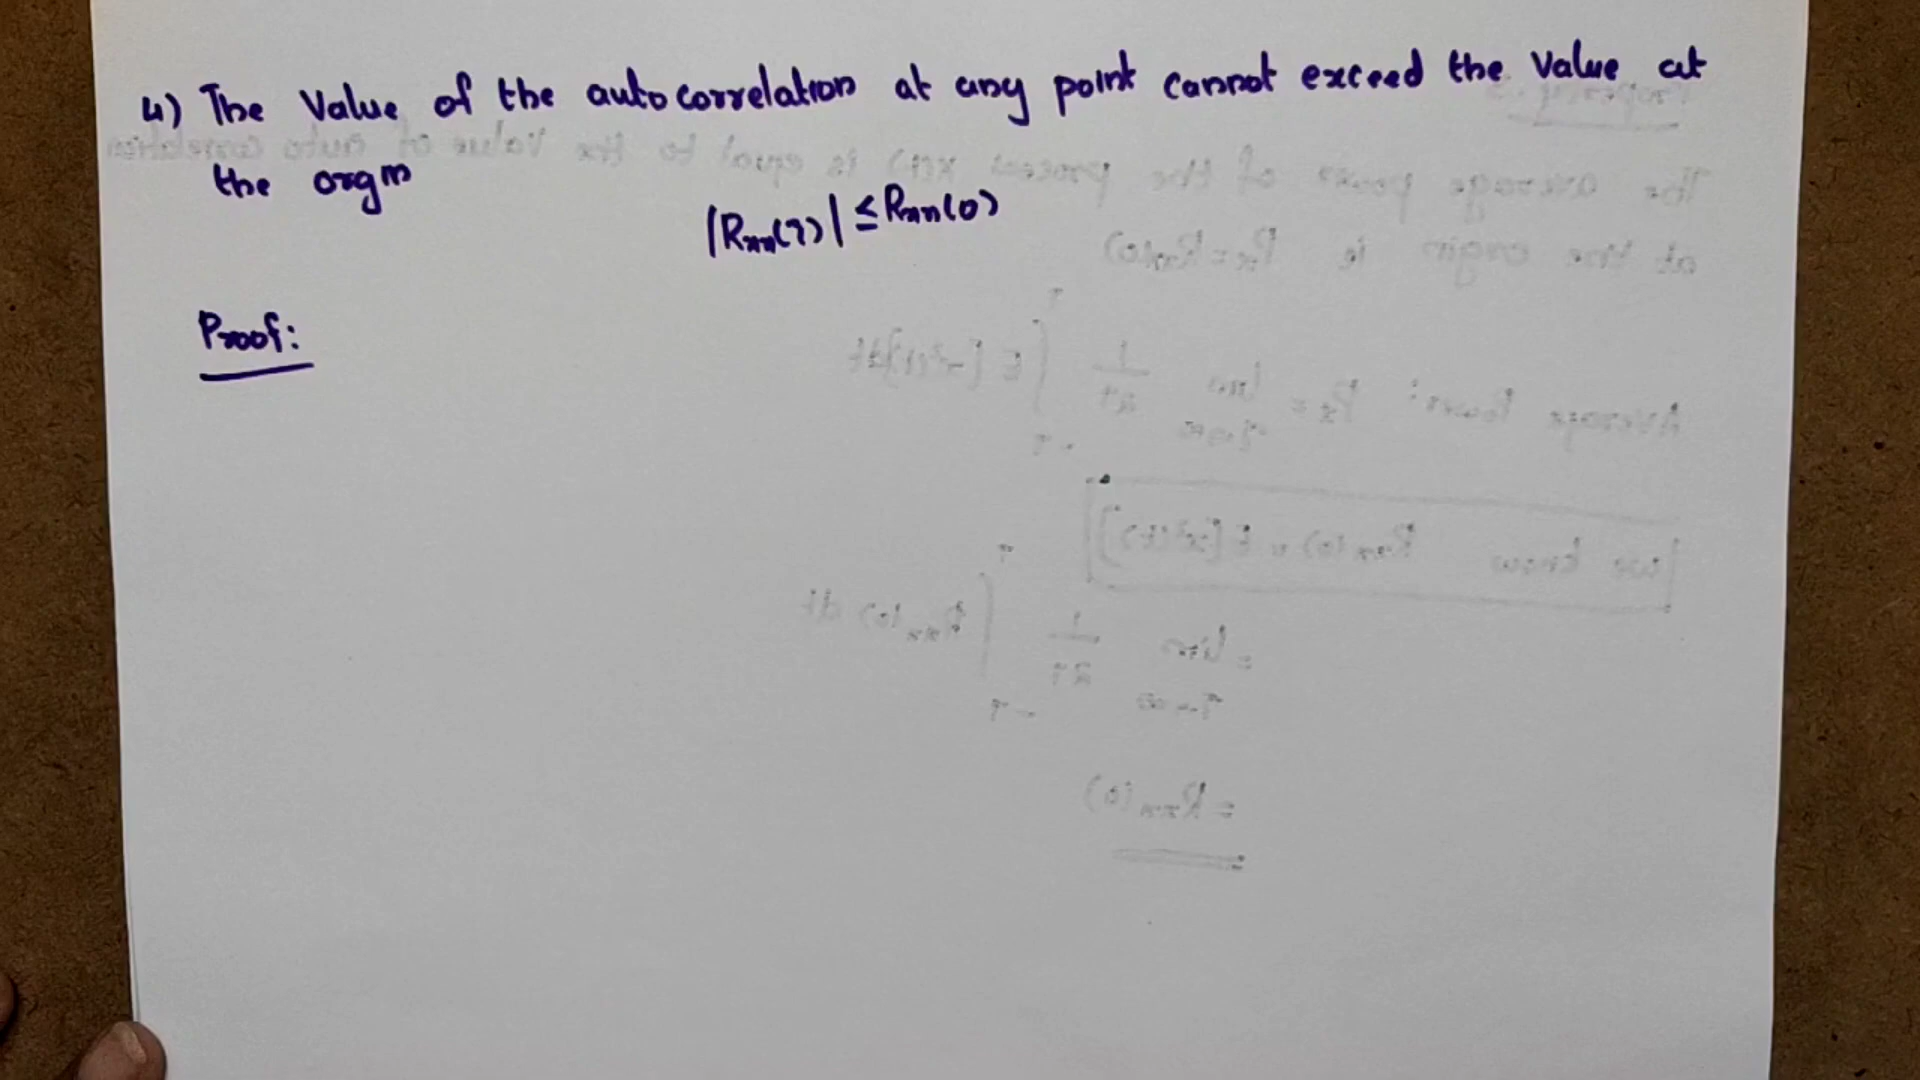 4) The Value of the autocorrelation at any point cannot exceed the value at
the orgin
|Rxx(τ)| ≤ Rxx(0)
Proof: